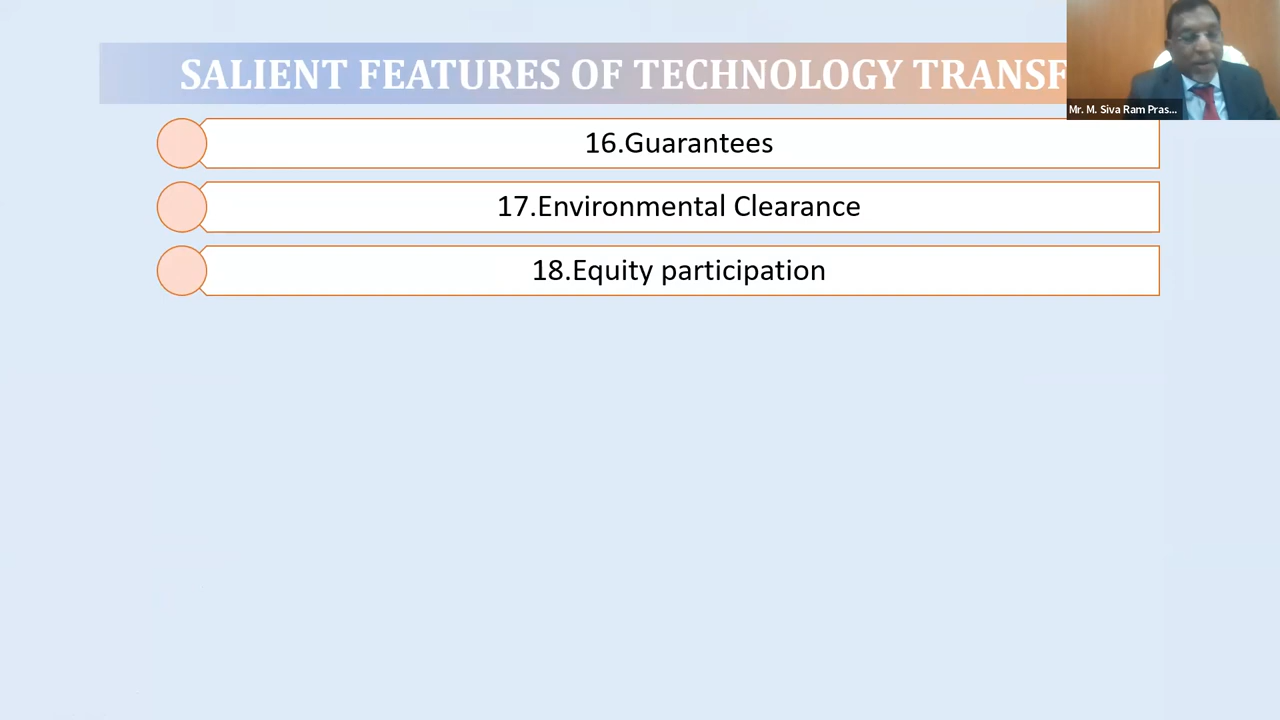 SALIENT FEATURES OF TECHNOLOGY TRANSF
Mr. M. Siva Ram Pras...
16.Guarantees
17.Environmental Clearance
18.Equity participation